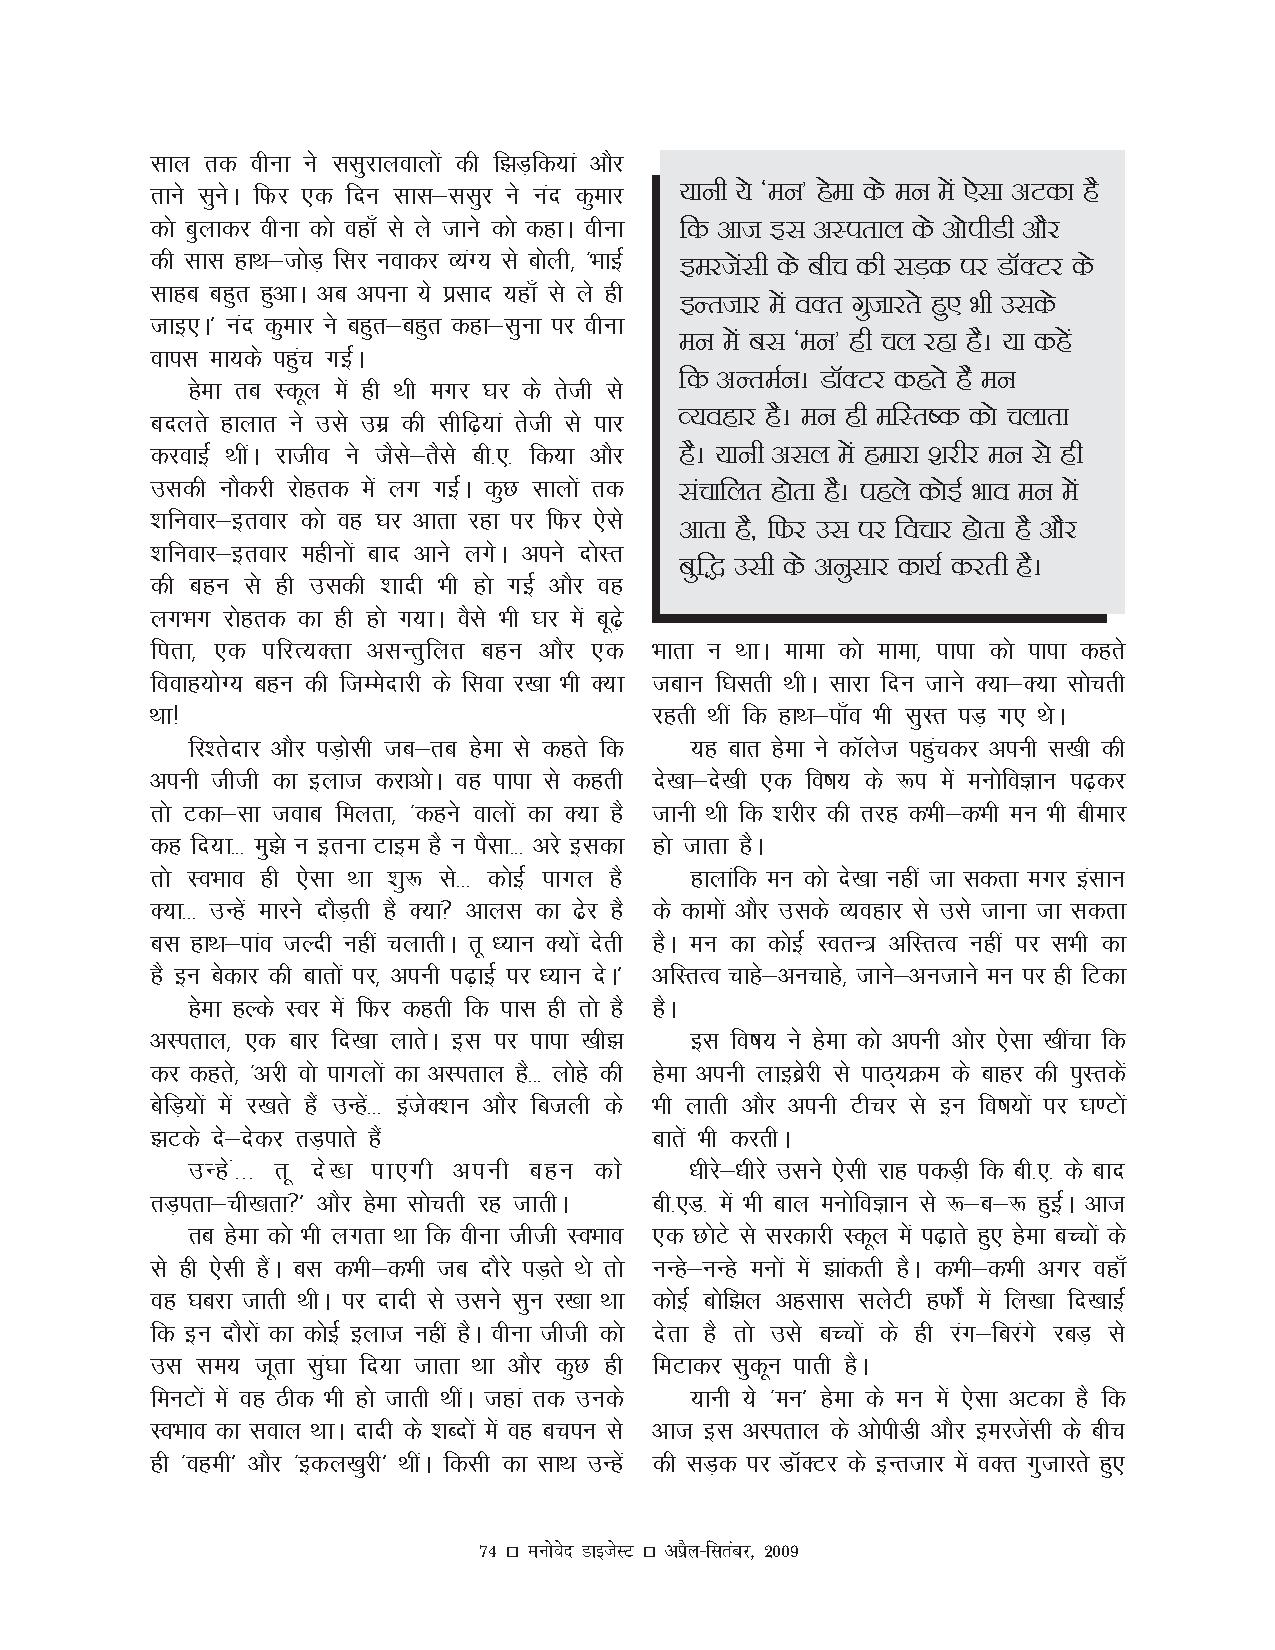 साल तक वीना ने ससुरालवालों की झिड़कियां और
ताने सुने। फिर एक दिन सास–ससुर ने नंद कुमार
को बुलाकर वीना को वहाँ से ले जाने को कहा। वीना
की सास हाथ–जोड़ सिर नवाकर व्यंग्य से बोली, 'भाई
साहब बहुत हुआ। अब अपना ये प्रसाद यहाँ से ले ही
जाइए।' नंद कुमार ने बहुत–बहुत कहा–सुना पर वीना
वापस मायके पहुंच गई।
हेमा तब स्कूल में ही थी मगर घर के तेजी से
बदलते हालात ने उसे उम्र की सीढ़ियां तेजी से पार
करवाई थीं। राजीव ने जैसे–तैसे बी.ए. किया और
उसकी नौकरी रोहतक में लग गई। कुछ सालों तक
शनिवार–इतवार को वह घर आता रहा पर फिर ऐसे
शनिवार–इतवार महीनों बाद आने लगे। अपने दोस्त
की बहन से ही उसकी शादी भी हो गई और वह
लगभग रोहतक का ही हो गया। वैसे भी घर में बूढ़े
पिता, एक परित्यक्ता असन्तुलित बहन और एक
विवाहयोग्य बहन की जिम्मेदारी के सिवा रखा भी क्या
था!
रिश्तेदार और पड़ोसी जब–तब हेमा से कहते कि
अपनी जीजी का इलाज कराओ। वह पापा से कहती
तो टका–सा जवाब मिलता, 'कहने वालों का क्या है
कह दिया... मुझे न इतना टाइम है न पैसा... अरे इसका
तो स्वभाव ही ऐसा था शुरू से... कोई पागल है
क्या... उन्हें मारने दौड़ती है क्या? आलस का ढेर है
बस हाथ–पांव जल्दी नहीं चलाती। तू ध्यान क्यों देती
है इन बेकार की बातों पर, अपनी पढ़ाई पर ध्यान दे।'
हेमा हल्के स्वर में फिर कहती कि पास ही तो है
अस्पताल, एक बार दिखा लाते। इस पर पापा खीझ
कर कहते, 'अरी वो पागलों का अस्पताल है... लोहे की
बेड़ियों में रखते हैं उन्हें... इंजेक्शन और बिजली के
झटके दे–देकर तड़पाते हैं
उन्हें... तू देखा पाएगी अपनी बहन को
तड़पता–चीखता?' और हेमा सोचती रह जाती।
तब हेमा को भी लगता था कि वीना जीजी स्वभाव
से ही ऐसी हैं। बस कभी–कभी जब दौरे पड़ते थे तो
वह घबरा जाती थी। पर दादी से उसने सुन रखा था
कि इन दौरों का कोई इलाज नहीं है। वीना जीजी को
उस समय जूता सुंघा दिया जाता था और कुछ ही
मिनटों में वह ठीक भी हो जाती थीं। जहां तक उनके
स्वभाव का सवाल था। दादी के शब्दों में वह बचपन से
ही 'वहमी' और 'इकलखुरी' थीं। किसी का साथ उन्हें
यानी ये 'मन' हेमा के मन में ऐसा अटका है
कि आज इस अस्पताल के ओपीडी और
इमरजेंसी के बीच की सड़क पर डॉक्टर के
इन्तजार में वक्त गुजारते हुए भी उसके
मन में बस 'मन' ही चल रहा है। या कहें
कि अन्तर्मन। डॉक्टर कहते हैं मन
व्यवहार है। मन ही मस्तिष्क को चलाता
है। यानी असल में हमारा शरीर मन से ही
संचालित होता है। पहले कोई भाव मन में
आता है, फिर उस पर विचार होता है और
बुद्धि उसी के अनुसार कार्य करती है।
भाता न था। मामा को मामा, पापा को पापा कहते
जबान घिसती थी। सारा दिन जाने क्या–क्या सोचती
रहती थीं कि हाथ–पाँव भी सुस्त पड़ गए थे।
यह बात हेमा ने कॉलेज पहुंचकर अपनी सखी की
देखा–देखी एक विषय के रूप में मनोविज्ञान पढ़कर
जानी थी कि शरीर की तरह कभी–कभी मन भी बीमार
हो जाता है।
हालांकि मन को देखा नहीं जा सकता मगर इंसान
के कामों और उसके व्यवहार से उसे जाना जा सकता
है। मन का कोई स्वतन्त्र अस्तित्व नहीं पर सभी का
अस्तित्व चाहे–अनचाहे, जाने–अनजाने मन पर ही टिका
है।
इस विषय ने हेमा को अपनी ओर ऐसा खींचा कि
हेमा अपनी लाइब्रेरी से पाठ्यक्रम के बाहर की पुस्तकें
भी लाती और अपनी टीचर से इन विषयों पर घण्टों
बातें भी करती।
धीरे–धीरे उसने ऐसी राह पकड़ी कि बी.ए. के बाद
बी.एड. में भी बाल मनोविज्ञान से रू–ब–रू हुई। आज
एक छोटे से सरकारी स्कूल में पढ़ाते हुए हेमा बच्चों के
नन्हे–नन्हे मनों में झांकती है। कभी–कभी अगर वहाँ
कोई बोझिल अहसास सलेटी हर्फों में लिखा दिखाई
देता है तो उसे बच्चों के ही रंग–बिरंगे रबड़ से
मिटाकर सुकून पाती है।
यानी ये 'मन' हेमा के मन में ऐसा अटका है कि
आज इस अस्पताल के ओपीडी और इमरजेंसी के बीच
की सड़क पर डॉक्टर के इन्तजार में वक्त गुजारते हुए
74 □ मनोवेद डाइजेस्ट □ अप्रैल-सितंबर, 2009